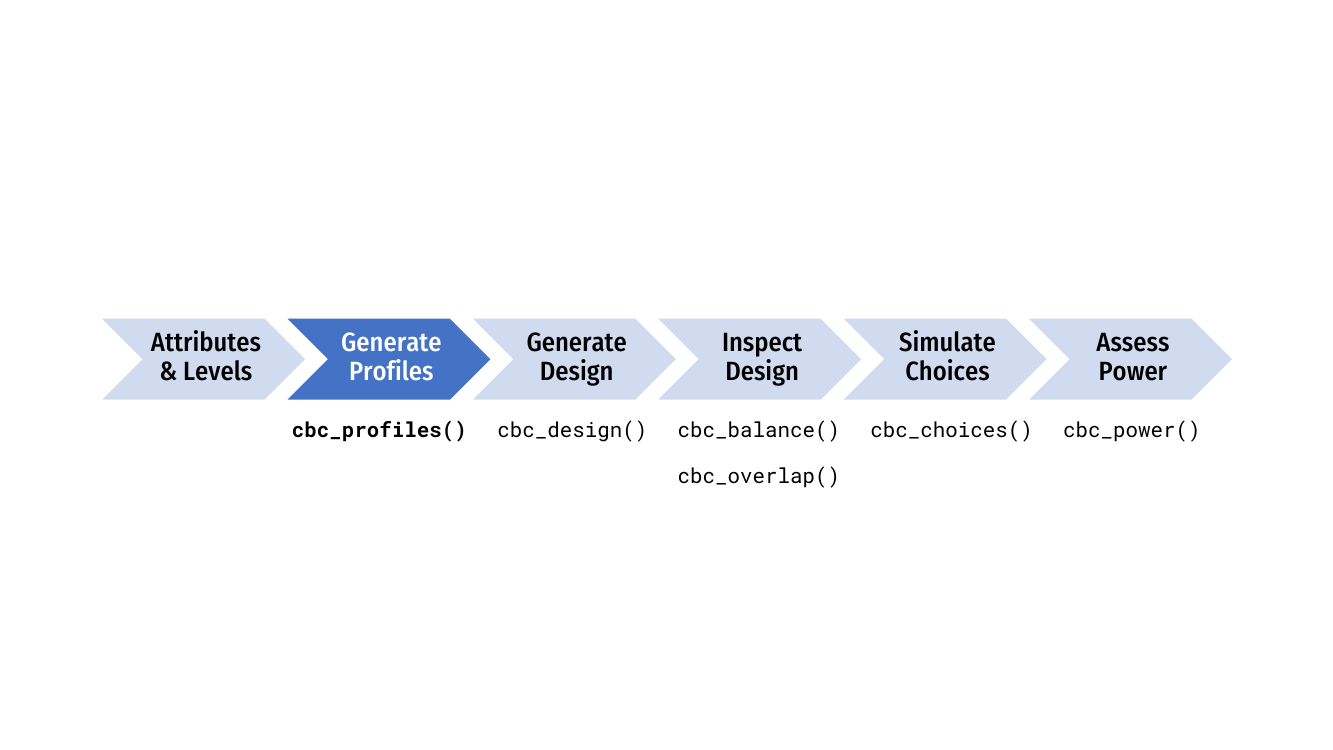 Attributes
& Levels
Generate
Profiles
Generate
Design
Inspect
Design
Simulate
Choices
Assess
Power
cbc_profiles()
cbc_design()
cbc_balance()
cbc_choices()
cbc_power()
cbc_overlap()